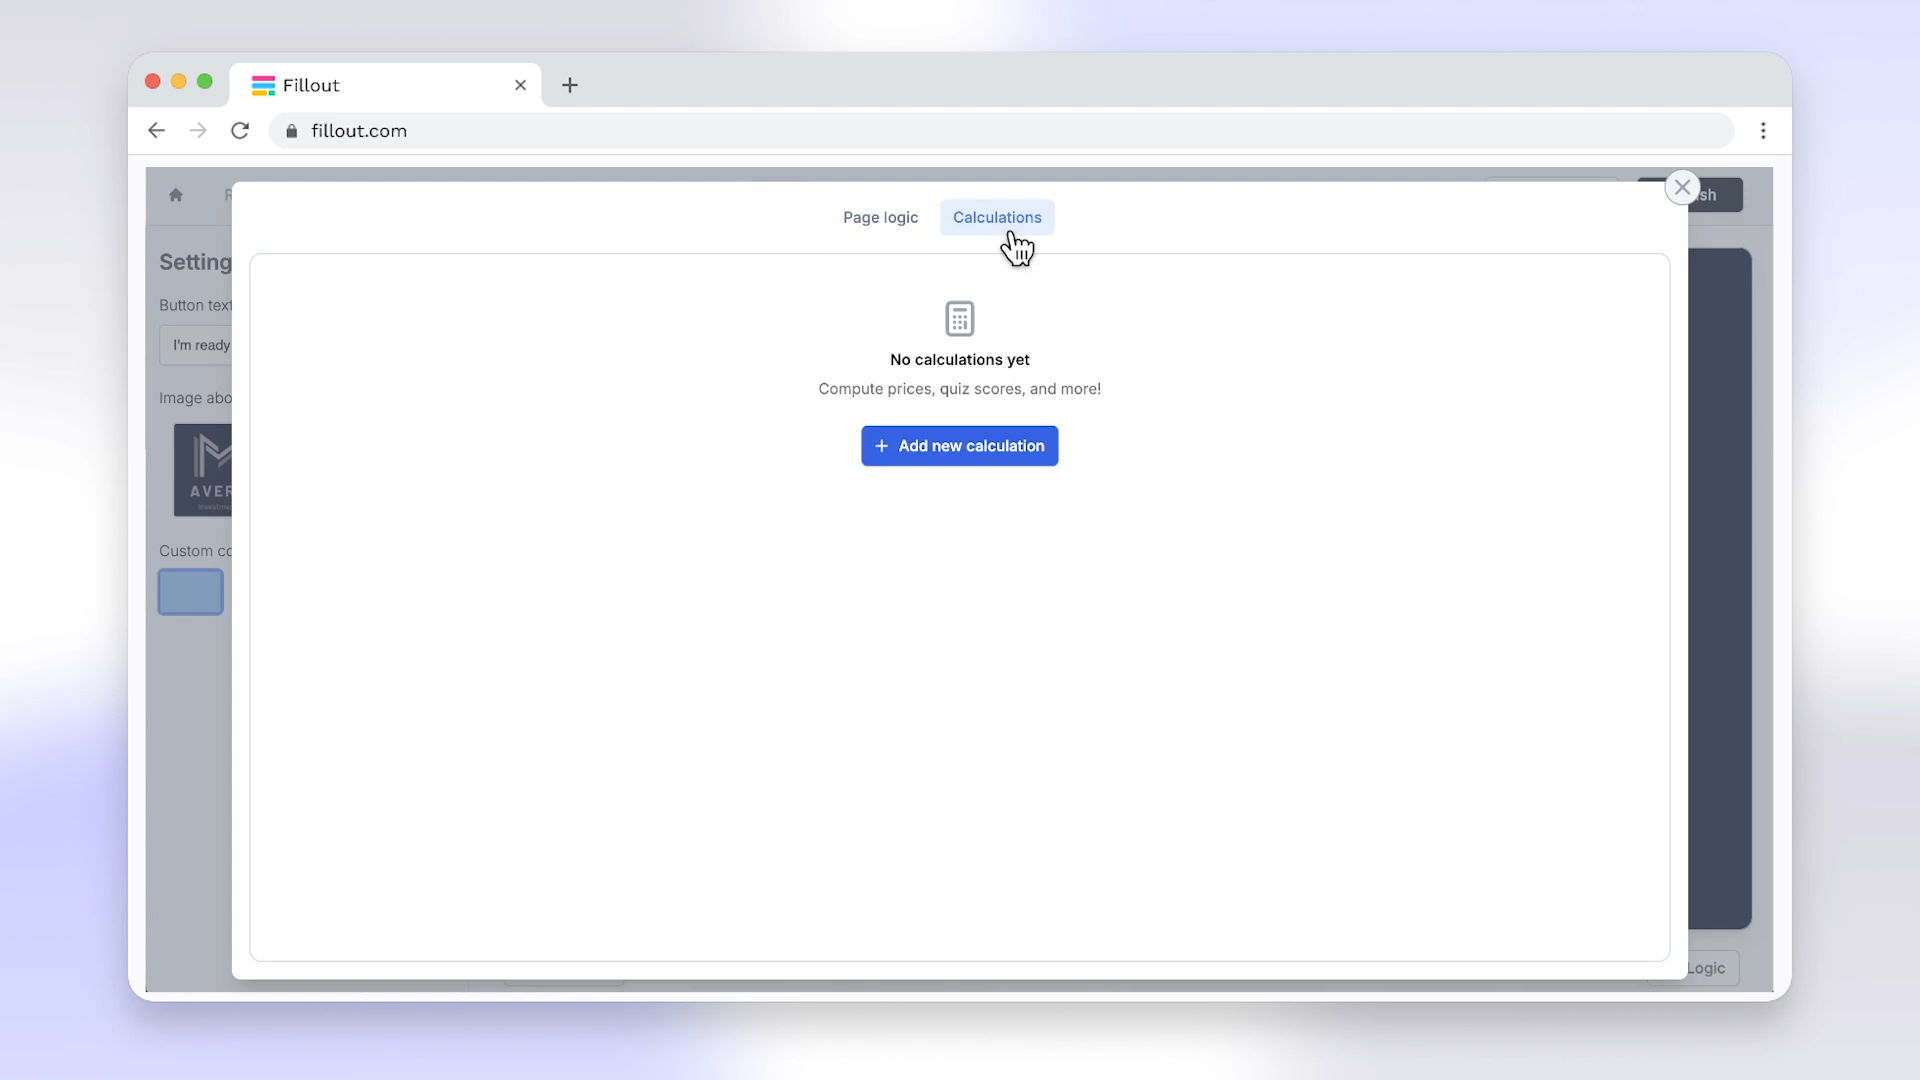 Fillout
fillout.com
Page logic
Calculations
Setting
Button text
I'm ready
No calculations yet
Compute prices, quiz scores, and more!
Image abo
AVER
Add new calculation
Custom co
Logic